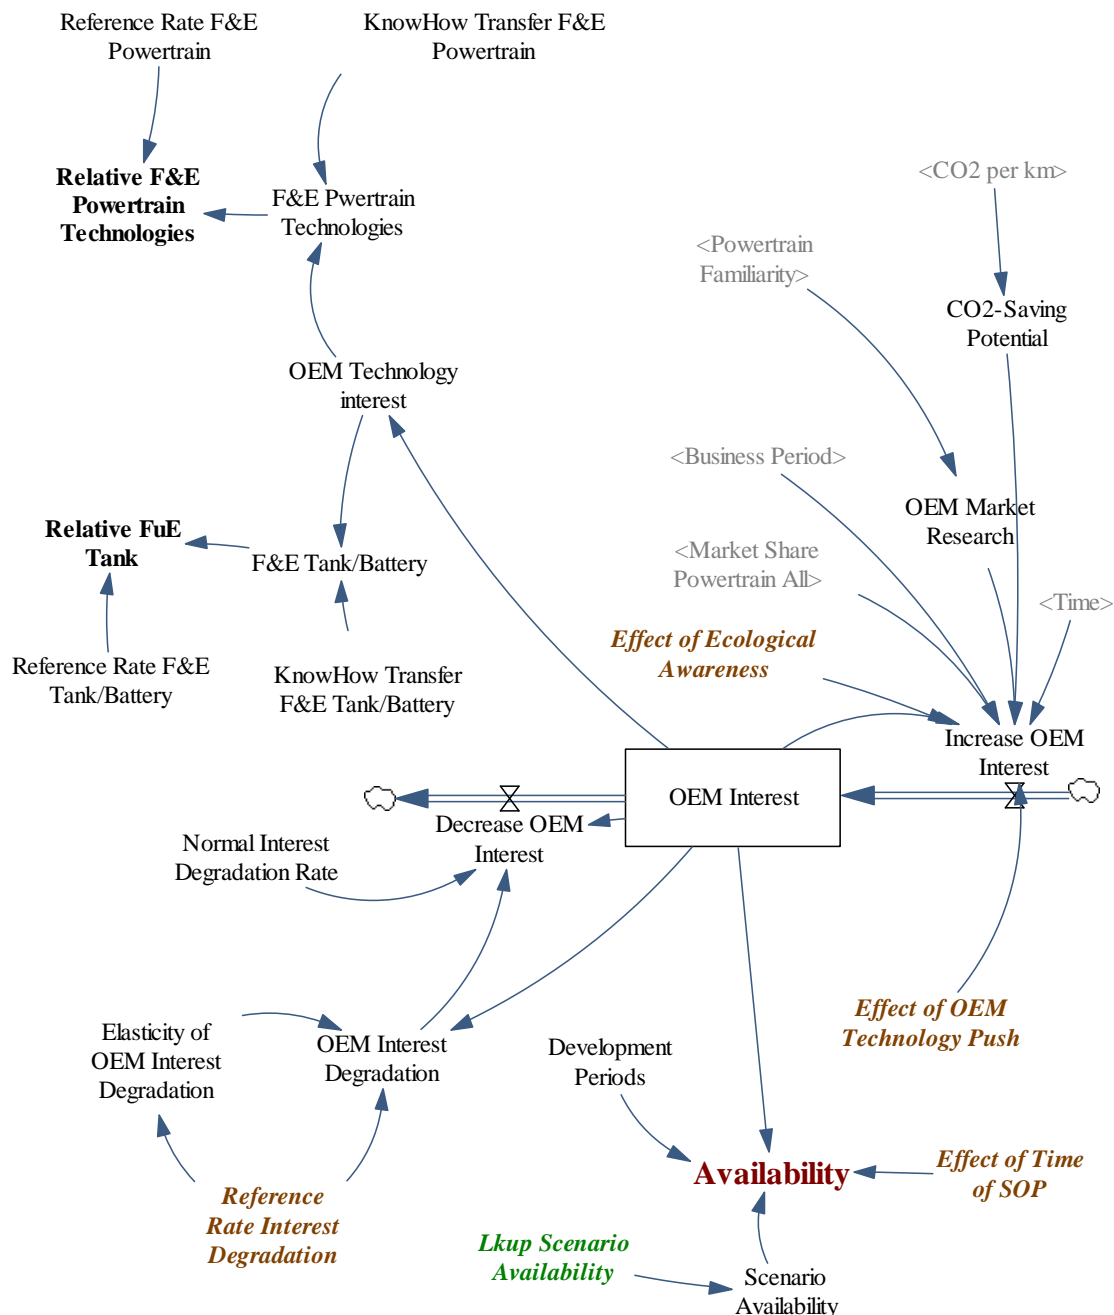 Reference Rate F&E
Powertrain
KnowHow Transfer F&E
Powertrain
Relative F&E
Powertrain
Technologies
F&E Pwertrain
Technologies
<CO2 per km>
<Powertrain
Familiarity>
CO2-Saving
Potential
OEM Technology
interest
<Business Period>
OEM Market
Research
Relative FuE
Tank
F&E Tank/Battery
<Market Share
Powertrain All>
<Time>
Effect of Ecological
Awareness
Reference Rate F&E
Tank/Battery
KnowHow Transfer
F&E Tank/Battery
Increase OEM
Interest
OEM Interest
Decrease OEM
Interest
Normal Interest
Degradation Rate
Effect of OEM
Technology Push
Elasticity of
OEM Interest
Degradation
OEM Interest
Degradation
Development
Periods
Availability
Effect of Time
of SOP
Reference
Rate Interest
Degradation
Lkup Scenario
Availability
Scenario
Availability